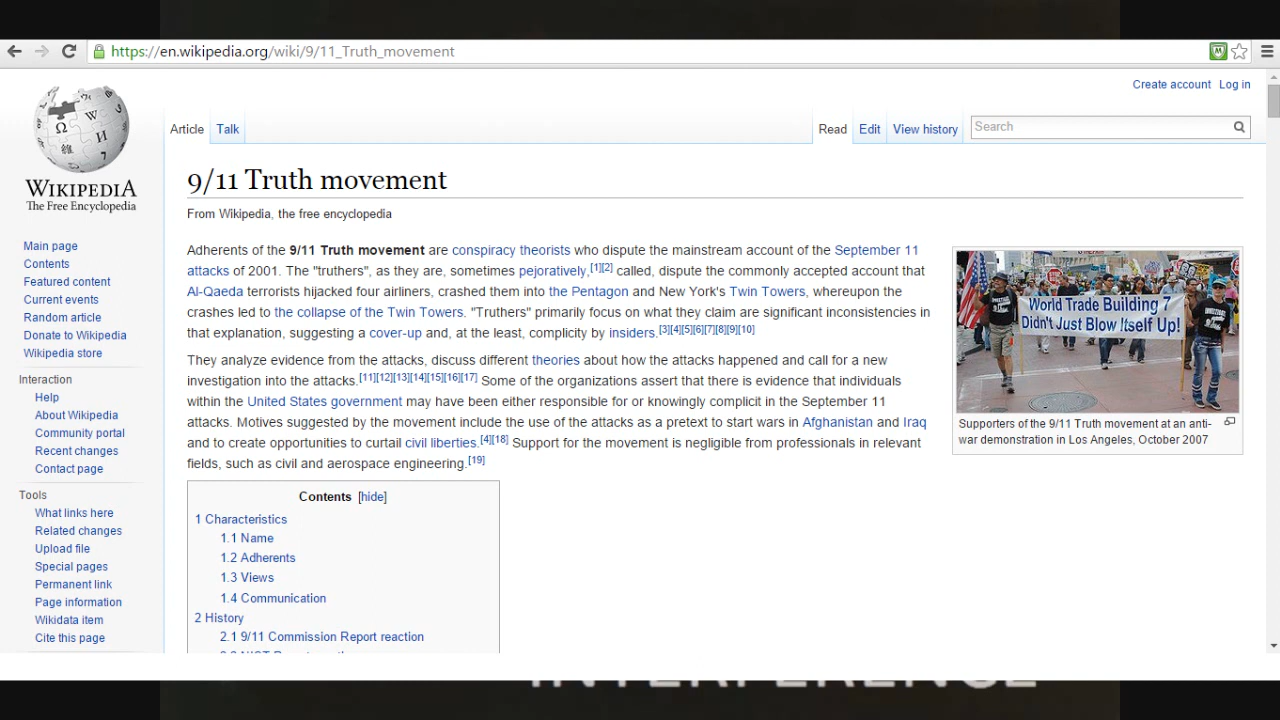 https://en.wikipedia.org/wiki/9/11_Truth_movement
Create account Log in
Article Talk Read Edit View history Search
WIKIPEDIA
The Free Encyclopedia
Main page
Contents
Featured content
Current events
Random article
Donate to Wikipedia
Wikipedia store
Interaction
Help
About Wikipedia
Community portal
Recent changes
Contact page
Tools
What links here
Related changes
Upload file
Special pages
Permanent link
Page information
Wikidata item
Cite this page
9/11 Truth movement
From Wikipedia, the free encyclopedia
Adherents of the 9/11 Truth movement are conspiracy theorists who dispute the mainstream account of the September 11
attacks of 2001. The "truthers", as they are, sometimes pejoratively,[1][2] called, dispute the commonly accepted account that
Al-Qaeda terrorists hijacked four airliners, crashed them into the Pentagon and New York's Twin Towers, whereupon the
crashes led to the collapse of the Twin Towers. "Truthers" primarily focus on what they claim are significant inconsistencies in
that explanation, suggesting a cover-up and, at the least, complicity by insiders.[3][4][5][6][7][8][9][10]
They analyze evidence from the attacks, discuss different theories about how the attacks happened and call for a new
investigation into the attacks.[11][12][13][14][15][16][17] Some of the organizations assert that there is evidence that individuals
within the United States government may have been either responsible for or knowingly complicit in the September 11
attacks. Motives suggested by the movement include the use of the attacks as a pretext to start wars in Afghanistan and Iraq
and to create opportunities to curtail civil liberties.[4][18] Support for the movement is negligible from professionals in relevant
fields, such as civil and aerospace engineering.[19]
World Trade Building 7
Didn't Just Blow Itself Up!
Supporters of the 9/11 Truth movement at an anti-
war demonstration in Los Angeles, October 2007
Contents [hide]
1 Characteristics
1.1 Name
1.2 Adherents
1.3 Views
1.4 Communication
2 History
2.1 9/11 Commission Report reaction
INTERFERENCE